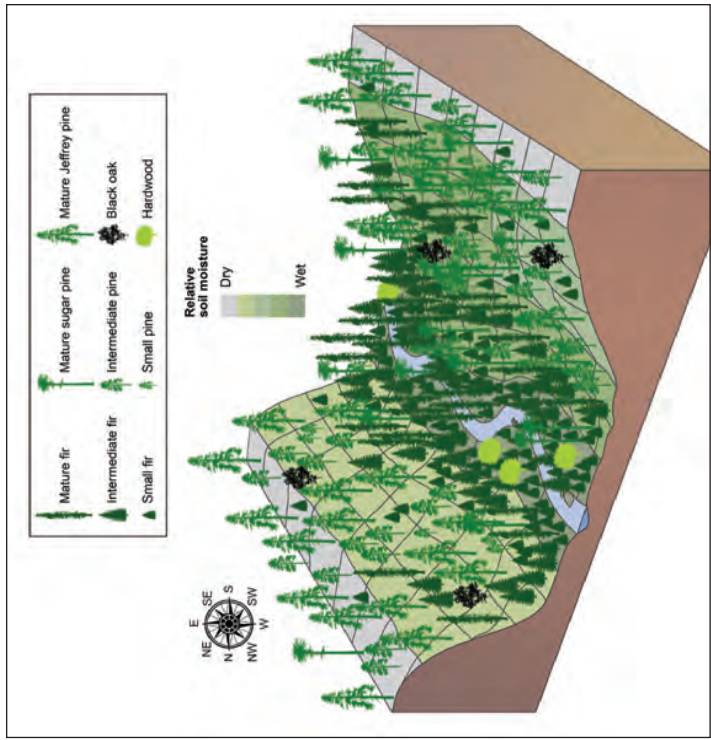 Mature fir
Mature sugar pine
Mature Jeffrey pine
Intermediate fir
Intermediate pine
Black oak
Small fir
Small pine
Hardwood
Relative
soil moisture
Dry
Wet
N
NE
E
SE
S
SW
W
NW